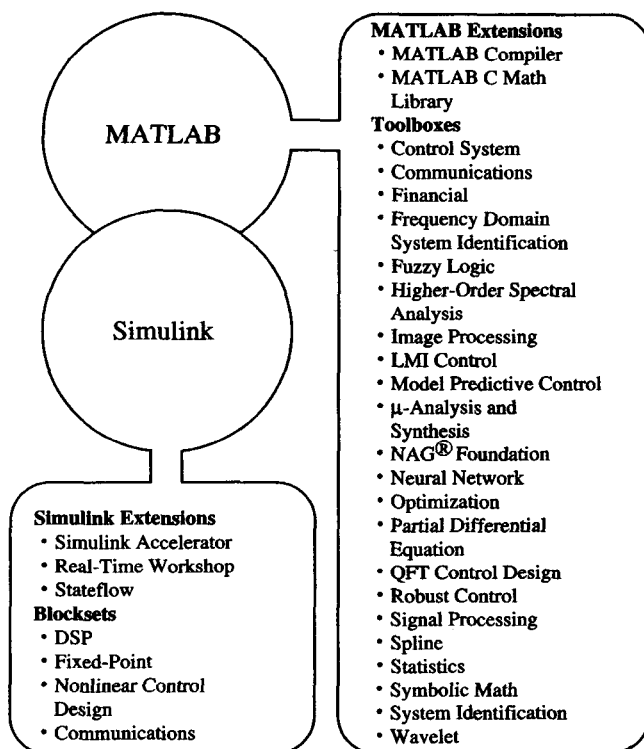 MATLAB
Simulink
MATLAB Extensions
• MATLAB Compiler
• MATLAB C Math
Library
Toolboxes
• Control System
• Communications
• Financial
• Frequency Domain
System Identification
• Fuzzy Logic
• Higher-Order Spectral
Analysis
• Image Processing
• LMI Control
• Model Predictive Control
• μ-Analysis and
Synthesis
• NAG® Foundation
• Neural Network
• Optimization
• Partial Differential
Equation
• QFT Control Design
• Robust Control
• Signal Processing
• Spline
• Statistics
• Symbolic Math
• System Identification
• Wavelet
Simulink Extensions
• Simulink Accelerator
• Real-Time Workshop
• Stateflow
Blocksets
• DSP
• Fixed-Point
• Nonlinear Control
Design
• Communications